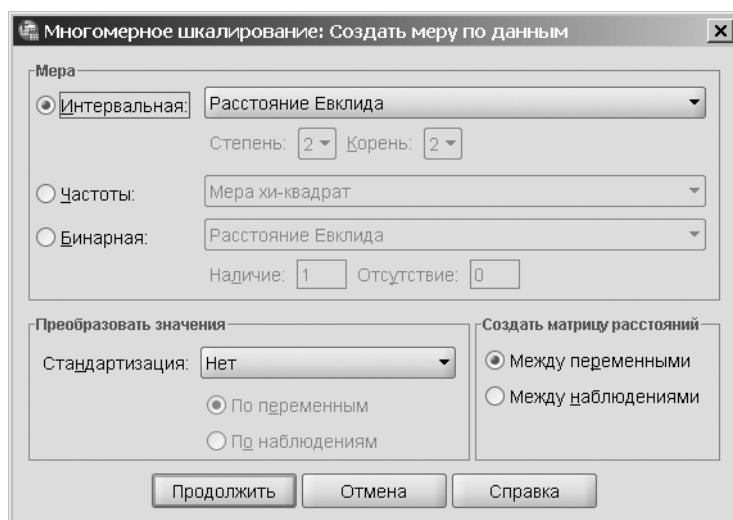 Многомерное шкалирование: Создать меру по данным
Мера
Интервальная: Расстояние Евклида
Степень: 2 Корень: 2
Частоты: Мера хи-квадрат
Бинарная: Расстояние Евклида
Наличие: 1 Отсутствие: 0
Преобразовать значения
Стандартизация: Нет
По переменным
По наблюдениям
Создать матрицу расстояний
Между переменными
Между наблюдениями
Продолжить Отмена Справка